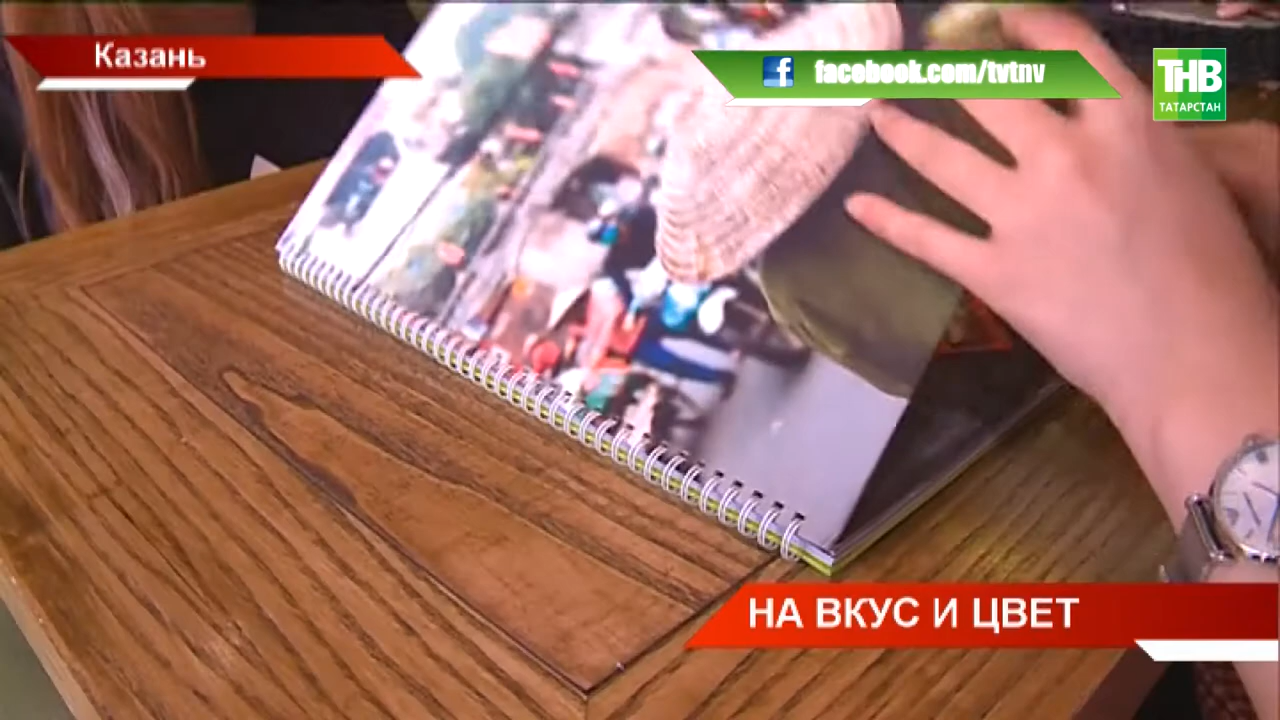 Казань
facebook.com/tvtnv
ТНВ
ТАТАРСТАН
НА ВКУС И ЦВЕТ